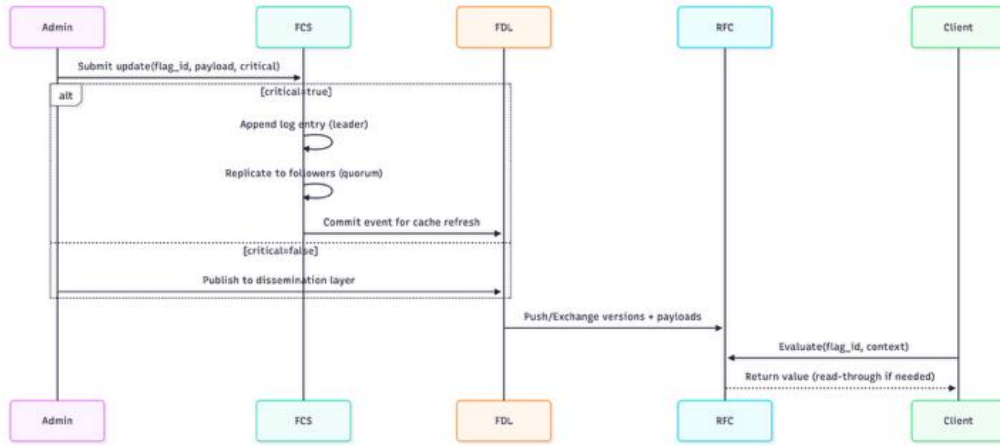 Admin FCS FDL RFC Client
Submit update(flag_id, payload, critical)
alt
[critical=true]
Append log entry (leader)
Replicate to followers (quorum)
Commit event for cache refresh
[critical=false]
Publish to dissemination layer
Push/Exchange versions + payloads
Evaluate(flag_id, context)
Return value (read-through if needed)
Admin FCS FDL RFC Client